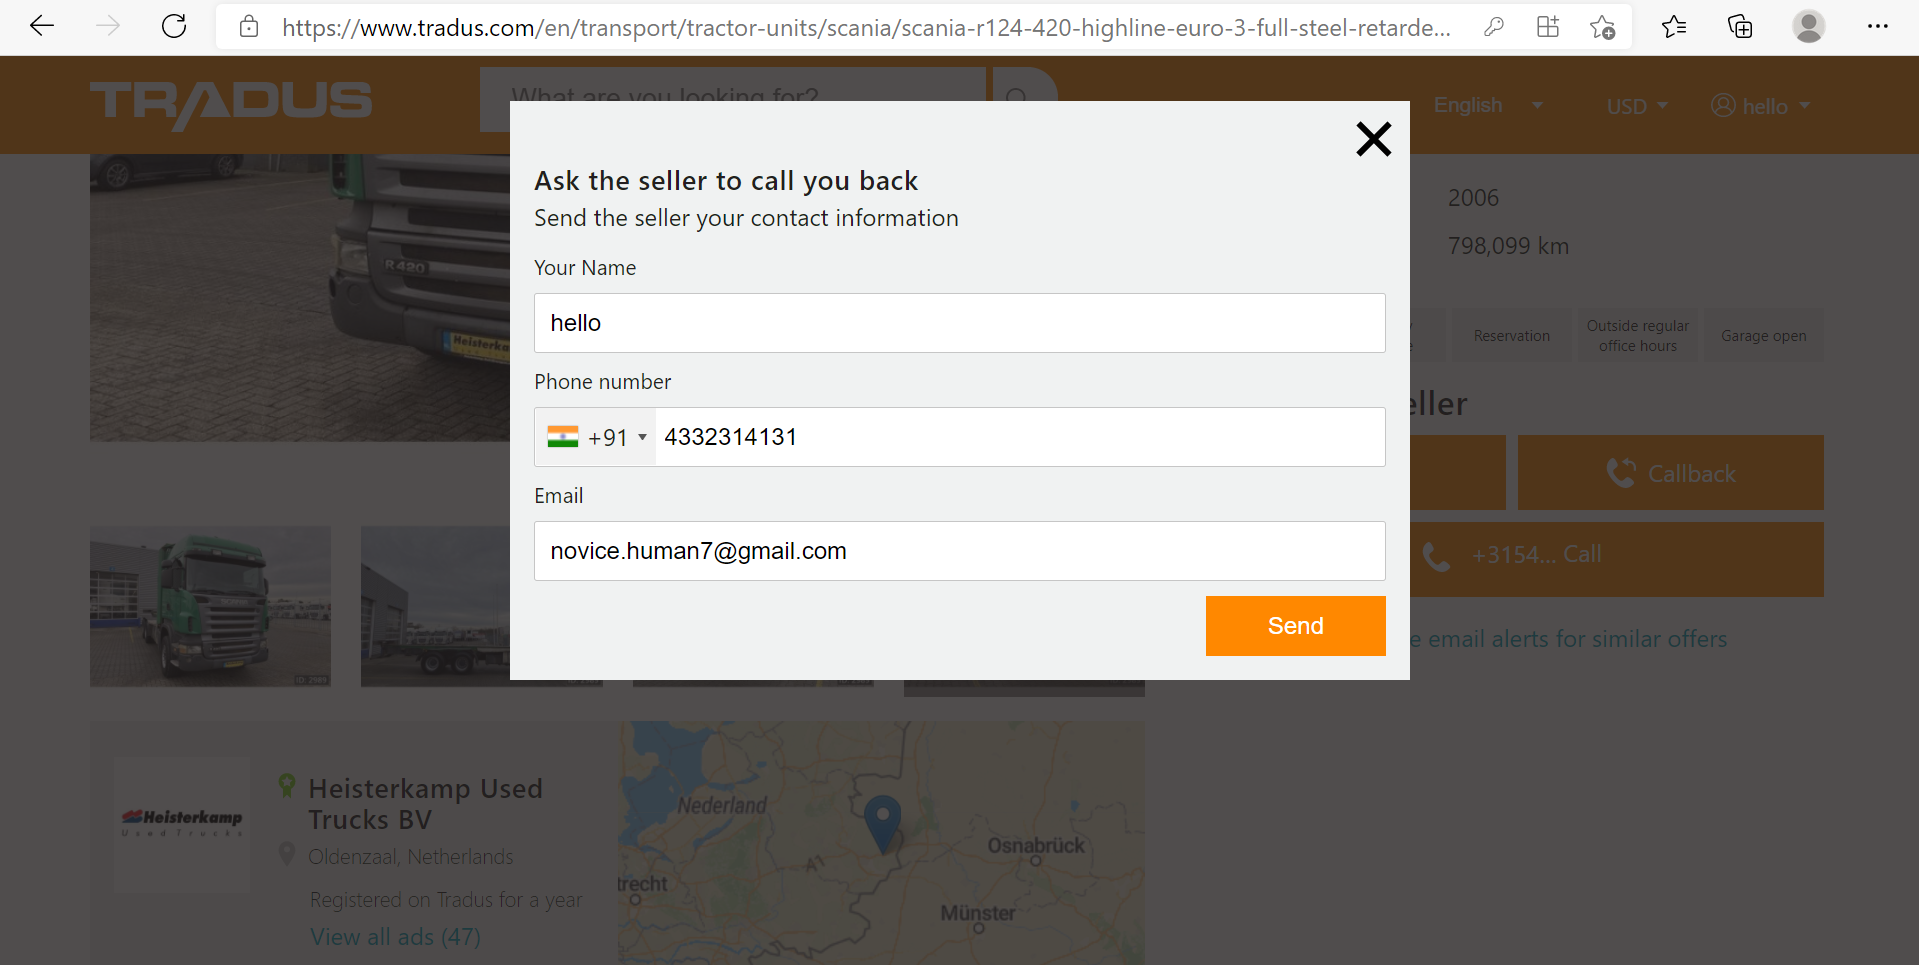 https://www.tradus.com/en/transport/tractor-units/scania/scania-r124-420-highline-euro-3-full-steel-retarde...
TRADUS
What are you looking for?
English
USD
hello
Ask the seller to call you back
Send the seller your contact information
Your Name
hello
Phone number
+91
4332314131
Email
novice.human7@gmail.com
Send
2006
798,099 km
Reservation
Outside regular
office hours
Garage open
eller
Callback
+3154... Call
e email alerts for similar offers
R420
Heisterka
ID: 2989
Heisterkamp
Used Trucks
Heisterkamp Used
Trucks BV
Oldenzaal, Netherlands
Registered on Tradus for a year
View all ads (47)
Nederland
Osnabrück
A1
trecht
Münster